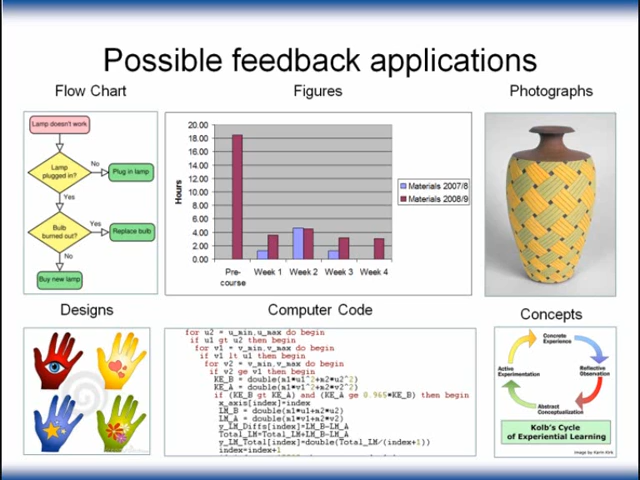 Possible feedback applications
Flow Chart
Figures
Photographs
Lamp doesn't work
Lamp
plugged in?
No
Plug in lamp
Yes
Bulb
burned out?
Yes
Replace bulb
No
Buy new lamp
20.00
18.00
16.00
14.00
12.00
10.00
8.00
6.00
4.00
2.00
0.00
Hours
Pre-
course
Week 1
Week 2
Week 3
Week 4
Materials 2007/8
Materials 2008/9
Designs
Computer Code
Concepts
for u2 = u_min,u_max do begin
if u1 gt u2 then begin
for v1 = v_min,v_max do begin
if v1 lt u1 then begin
for v2 = v_min,v_max do begin
if v2 ge v1 then begin
KE_B = double(m1*u1^2+m2*u2^2)
KE_A = double(m1*v1^2+m2*v2^2)
if (KE_B gt KE_A) and (KE_A ge 0.965*KE_B) then begin
x_axis[index]=index
LM_B = double(m1*u1+m2*u2)
LM_A = double(m1*v1+m2*v2)
y_LM_Diffs[index]=LM_B-LM_A
Total_LM=Total_LM+LM_B-LM_A
y_LM_Total[index]=double(Total_LM/(index+1))
index=index+1
Concrete
Experience
Reflective
Observation
Abstract
Conceptualization
Active
Experimentation
Kolb's Cycle
of Experiential Learning
Image by Karin Kirk